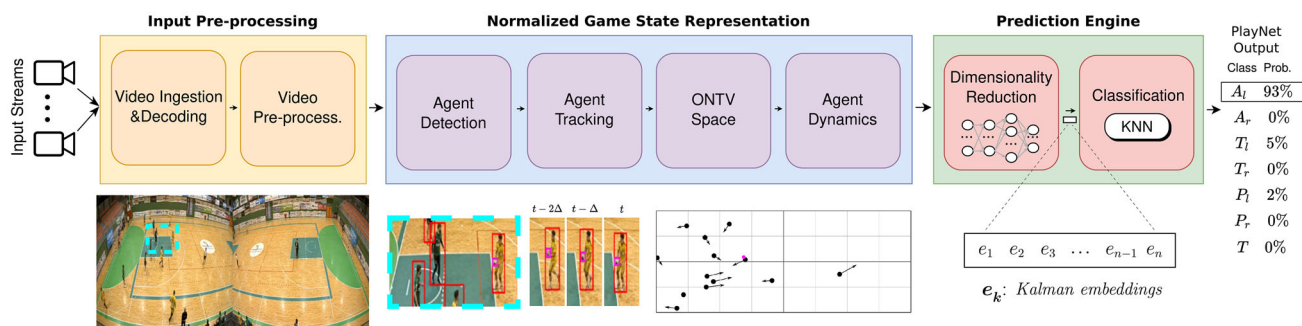 Input Pre-processing
Normalized Game State Representation
Prediction Engine
PlayNet
Output
Input Streams
Video Ingestion
&Decoding
Video
Pre-process.
Agent
Detection
Agent
Tracking
ONTV
Space
Agent
Dynamics
Dimensionality
Reduction
Classification
KNN
Class Prob.
A_l 93%
A_r 0%
T_l 5%
T_r 0%
P_l 2%
P_r 0%
T 0%
t − 2Δ
t − Δ
t
e_1 e_2 e_3 ⋯ e_{n−1} e_n
e_k: Kalman embeddings